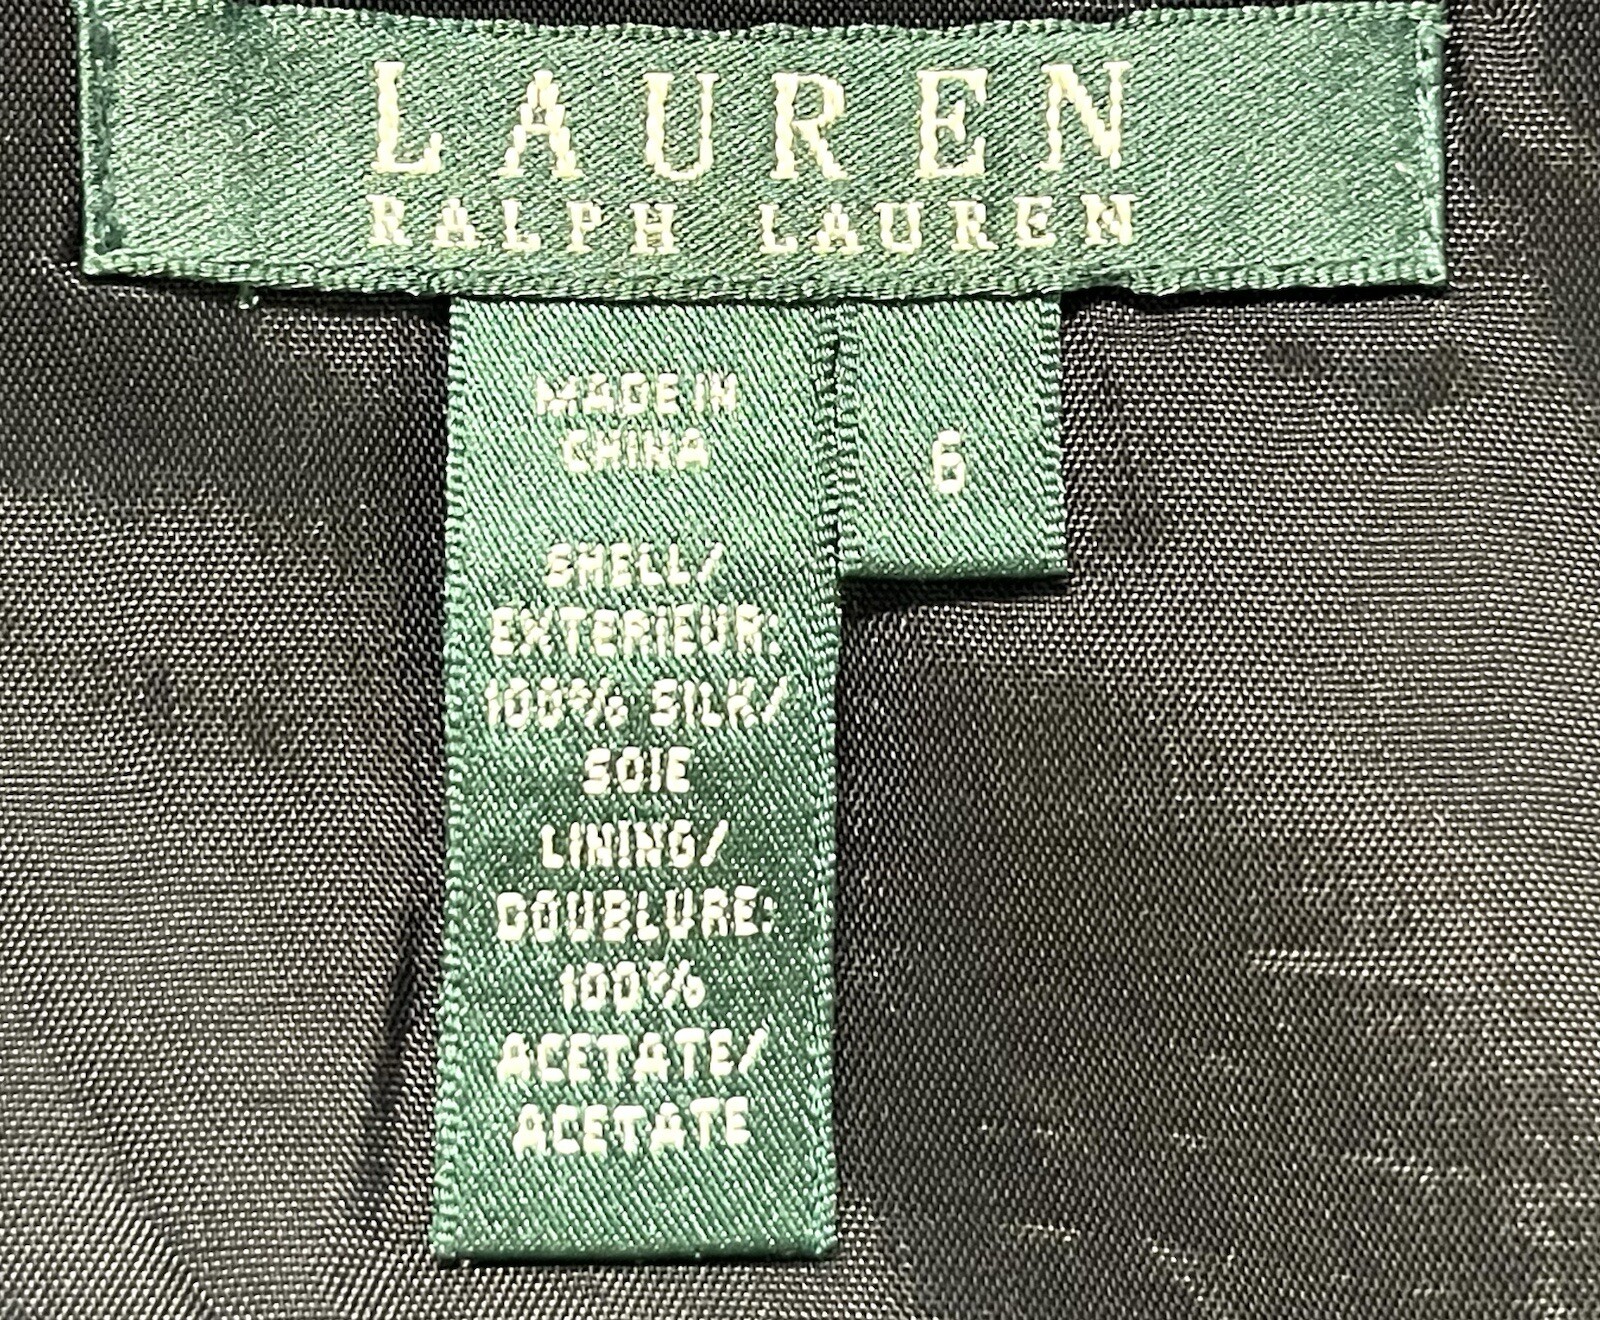 LAUREN
RALPH LAUREN
MADE IN
CHINA
6
SHELL/
EXTERIEUR:
100% SILK/
SOIE
LINING/
DOUBLURE:
100%
ACETATE/
ACETATE